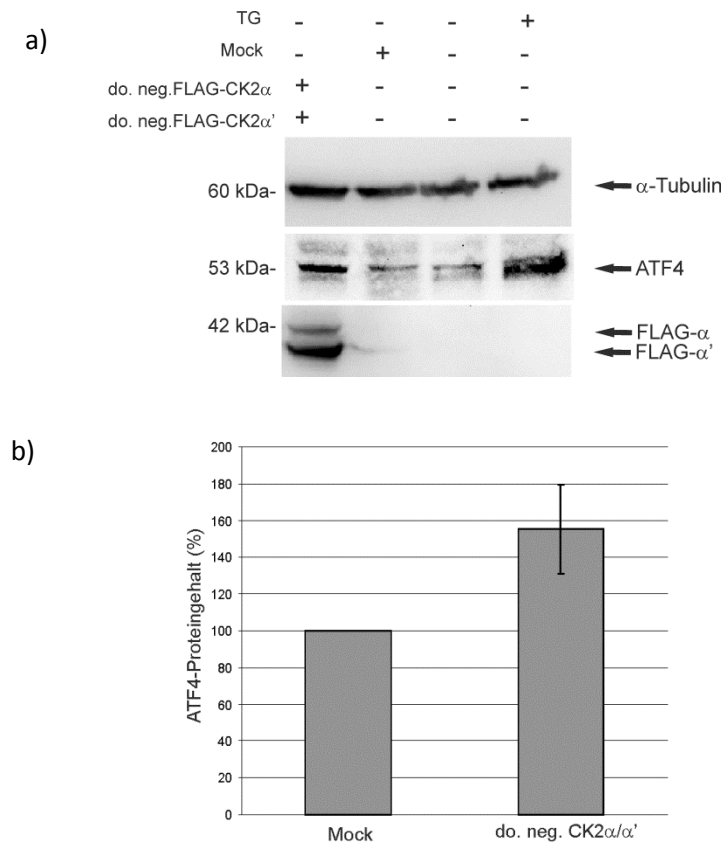 a)
TG - - - +
Mock - + - -
do. neg.FLAG-CK2α + - - -
do. neg.FLAG-CK2α' + - - -
60 kDa- α-Tubulin
53 kDa- ATF4
42 kDa- FLAG-α
FLAG-α'
b)
ATF4-Proteingehalt (%)
200
180
160
140
120
100
80
60
40
20
0
Mock do. neg. CK2α/α'